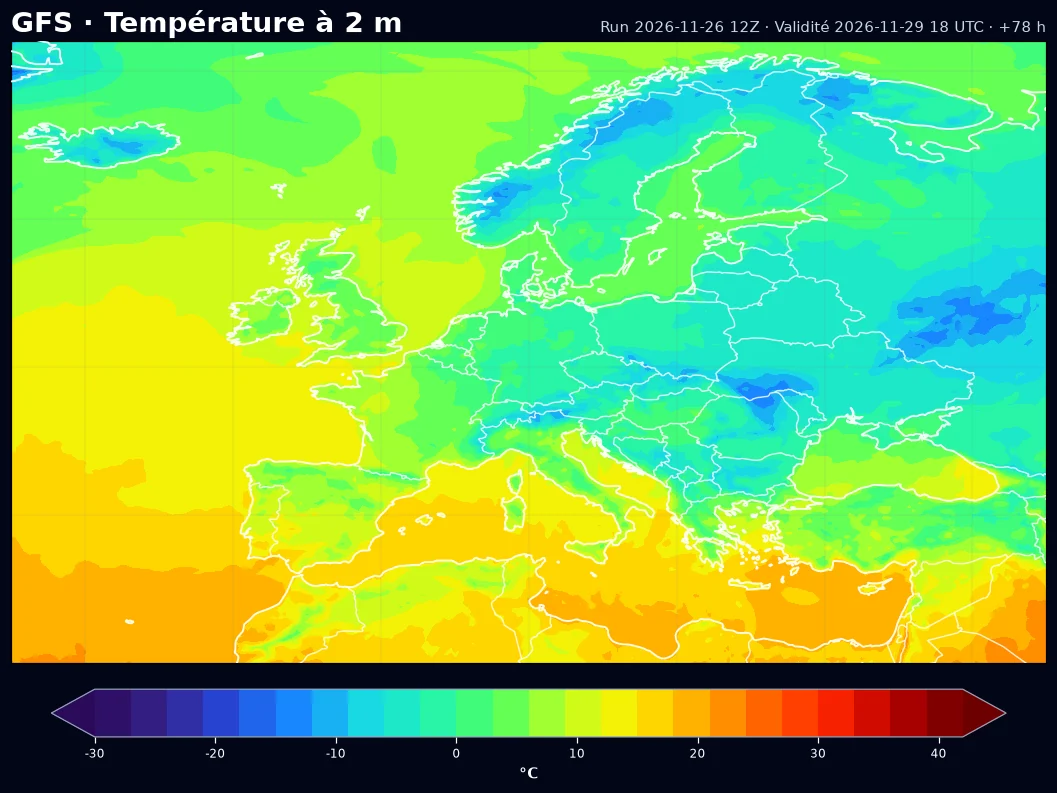 GFS · Température à 2 m
Run 2026-11-26 12Z · Validité 2026-11-29 18 UTC · +78 h
-30 -20 -10 0 10 20 30 40
°C